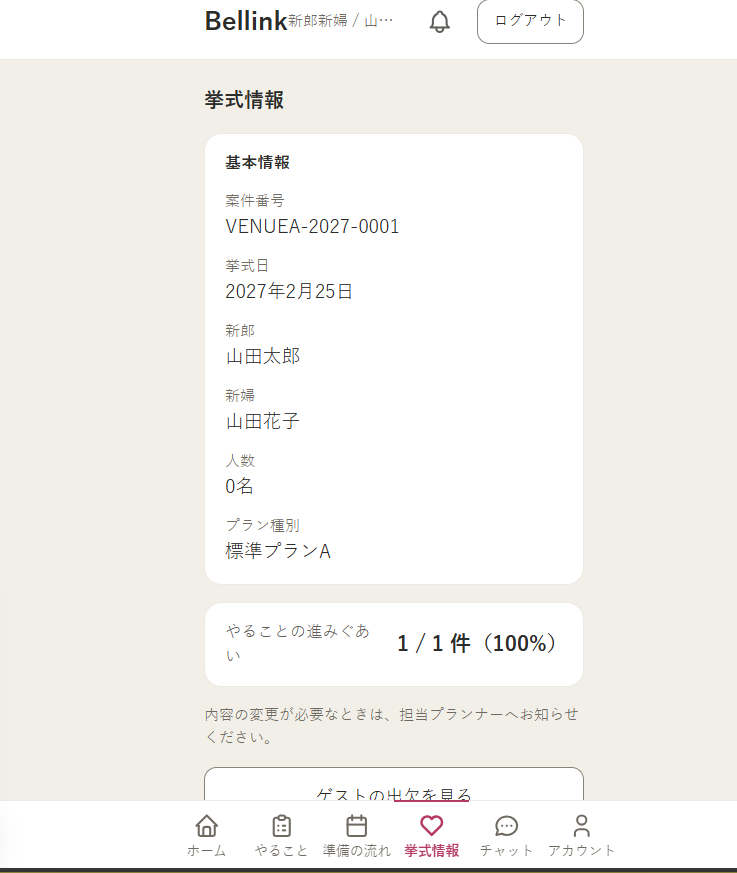 Bellink新郎新婦 / 山… ログアウト
挙式情報
基本情報
案件番号
VENUEA-2027-0001
挙式日
2027年2月25日
新郎
山田太郎
新婦
山田花子
人数
0名
プラン種別
標準プランA
やることの進みぐあ
い
1 / 1 件（100%）
内容の変更が必要なときは、担当プランナーへお知らせ
ください。
ゲストの出欠を見る
ホーム やること 準備の流れ 挙式情報 チャット アカウント